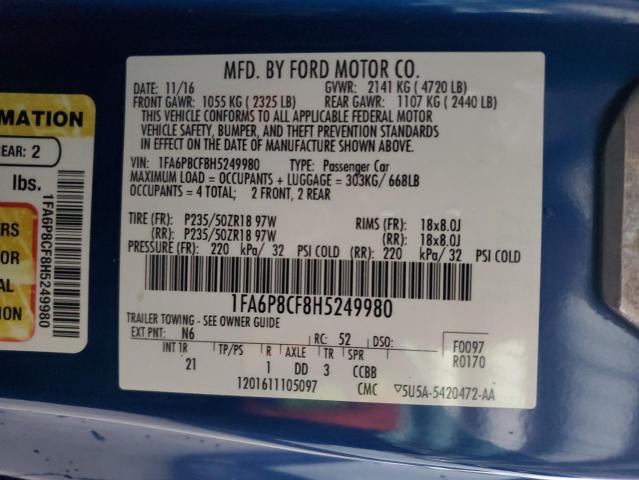 MFD. BY FORD MOTOR CO.
DATE: 11/16 GVWR: 2141 KG ( 4720 LB)
FRONT GAWR: 1055 KG ( 2325 LB) REAR GAWR: 1107 KG ( 2440 LB)
THIS VEHICLE CONFORMS TO ALL APPLICABLE FEDERAL MOTOR
VEHICLE SAFETY, BUMPER, AND THEFT PREVENTION STANDARDS
IN EFFECT ON THE DATE OF MANUFACTURE SHOWN ABOVE.
VIN: 1FA6P8CF8H5249980 TYPE: Passenger Car
MAXIMUM LOAD = OCCUPANTS + LUGGAGE = 303KG/ 668LB
OCCUPANTS = 4 TOTAL; 2 FRONT, 2 REAR
TIRE (FR): P235/50ZR18 97W RIMS (FR): 18x8.0J
(RR): P235/50ZR18 97W (RR): 18x8.0J
PRESSURE (FR): 220 kPa/ 32 PSI COLD (RR): 220 kPa/ 32 PSI COLD
1FA6P8CF8H5249980
TRAILER TOWING - SEE OWNER GUIDE
EXT PNT: N6 RC: 52 DSO:
F0097
R0170
INT TR TP/PS R AXLE TR SPR
21 1 DD 3 CCBB
1201611105097 CMC ▽5U5A-5420472-AA
RMATION
EAR: 2
lbs.
1FA6P8CF8H5249980
ERS
OR
AL
TION